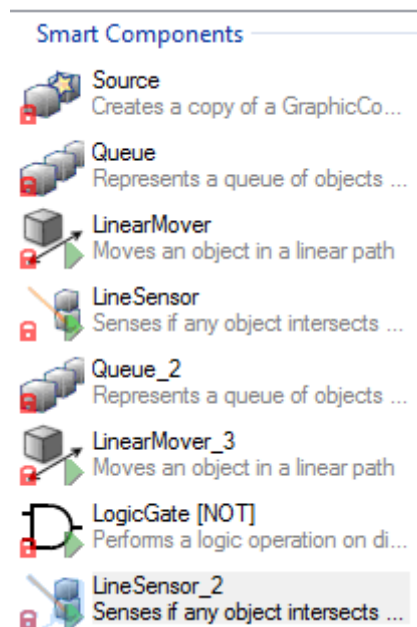 Smart Components
Source
Creates a copy of a GraphicCo...
Queue
Represents a queue of objects ...
LinearMover
Moves an object in a linear path
LineSensor
Senses if any object intersects ...
Queue_2
Represents a queue of objects ...
LinearMover_3
Moves an object in a linear path
LogicGate [NOT]
Performs a logic operation on di...
LineSensor_2
Senses if any object intersects ...